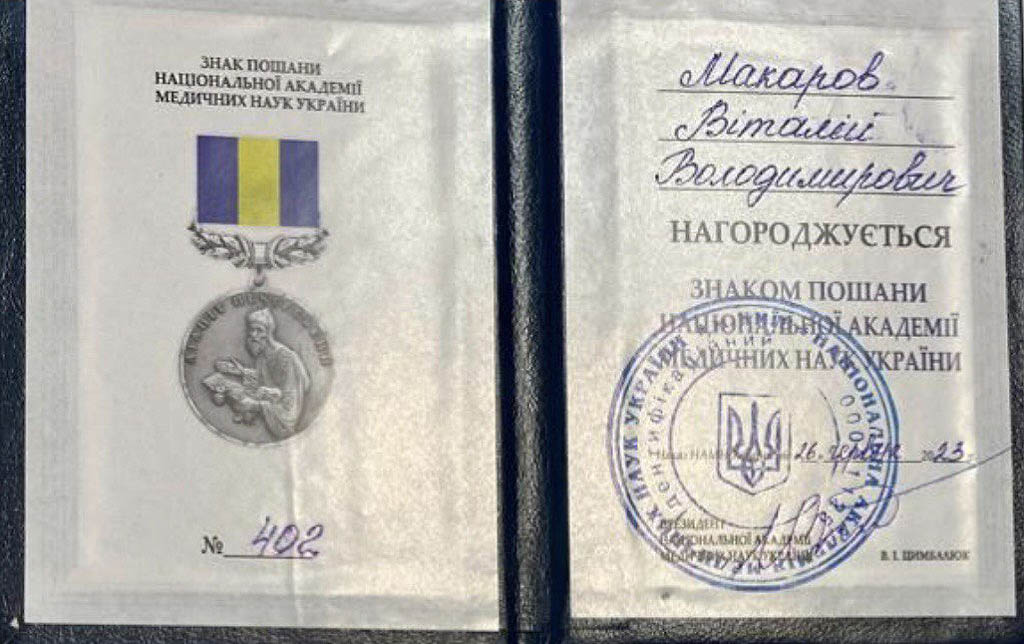 ЗНАК ПОШАНИ
НАЦІОНАЛЬНОЇ АКАДЕМІЇ
МЕДИЧНИХ НАУК УКРАЇНИ
№ 402
Макаров
Віталій
Володимирович
НАГОРОДЖУЄТЬСЯ
ЗНАКОМ ПОШАНИ
НАЦІОНАЛЬНОЇ АКАДЕМІЇ
МЕДИЧНИХ НАУК УКРАЇНИ
26 червня 2023
ПРЕЗИДЕНТ
НАЦІОНАЛЬНОЇ АКАДЕМІЇ
МЕДИЧНИХ НАУК УКРАЇНИ
В. І. ЦИМБАЛЮК